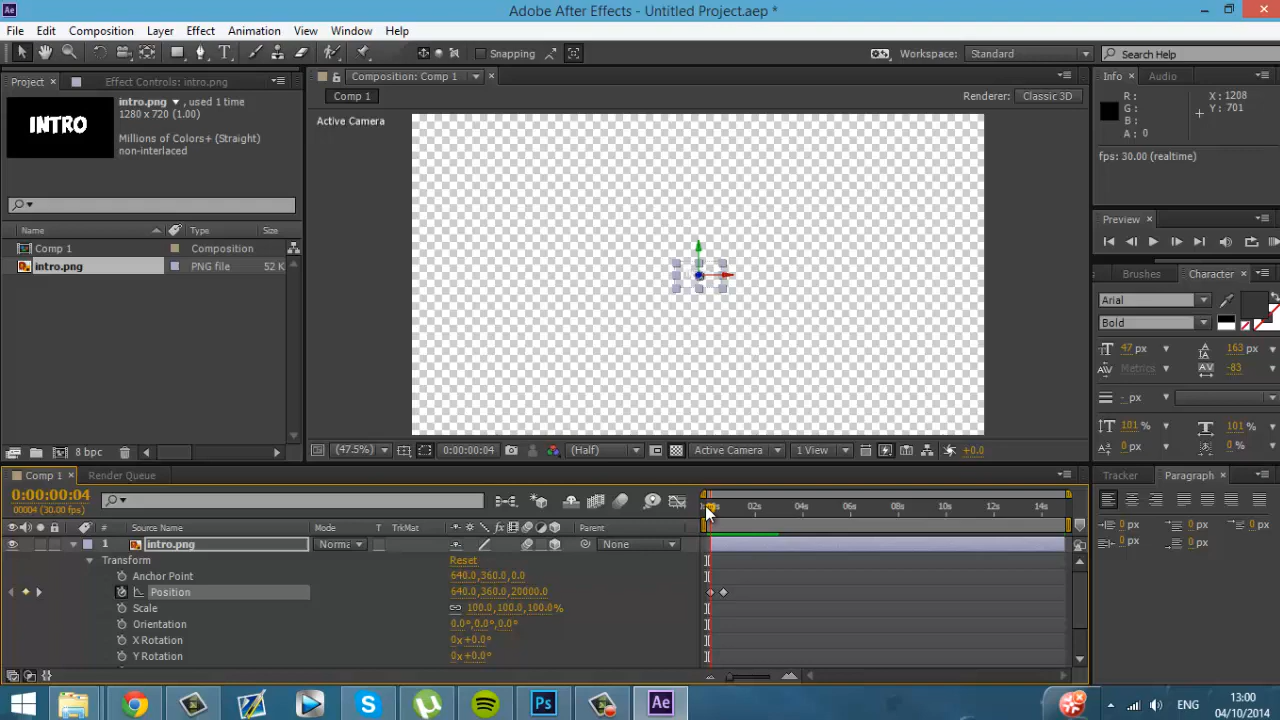 Adobe After Effects - Untitled Project.aep *
File Edit Composition Layer Effect Animation View Window Help
Snapping
Workspace: Standard
Search Help
Project
Effect Controls: intro.png
Composition: Comp 1
Info
Audio
intro.png , used 1 time
1280 x 720 (1.00)
Millions of Colors+ (Straight)
non-interlaced
INTRO
Comp 1
Renderer: Classic 3D
Active Camera
R:
G:
B:
A: 0
X: 1208
Y: 701
fps: 30.00 (realtime)
Name Type Size
Comp 1 Composition
intro.png PNG file 52 K
Preview
Brushes
Character
Arial
Bold
47 px
163 px
Metrics
-83
- px
101 %
101 %
0 px
0 %
8 bpc
(47.5%)
0:00:00:04
(Half)
Active Camera
1 View
+0.0
Comp 1
Render Queue
Tracker
Paragraph
0:00:00:04
00004 (30.00 fps)
02s 04s 06s 08s 10s 12s 14s
0 px
0 px
0 px
0 px
0 px
# Source Name Mode T TrkMat Parent
1 intro.png Norma None
Transform Reset
Anchor Point 640.0,360.0,0.0
Position 640.0,360.0,20000.0
Scale 100.0,100.0,100.0%
Orientation 0.0°,0.0°,0.0°
X Rotation 0x+0.0°
Y Rotation 0x+0.0°
Ps
Ae
ENG
13:00
04/10/2014